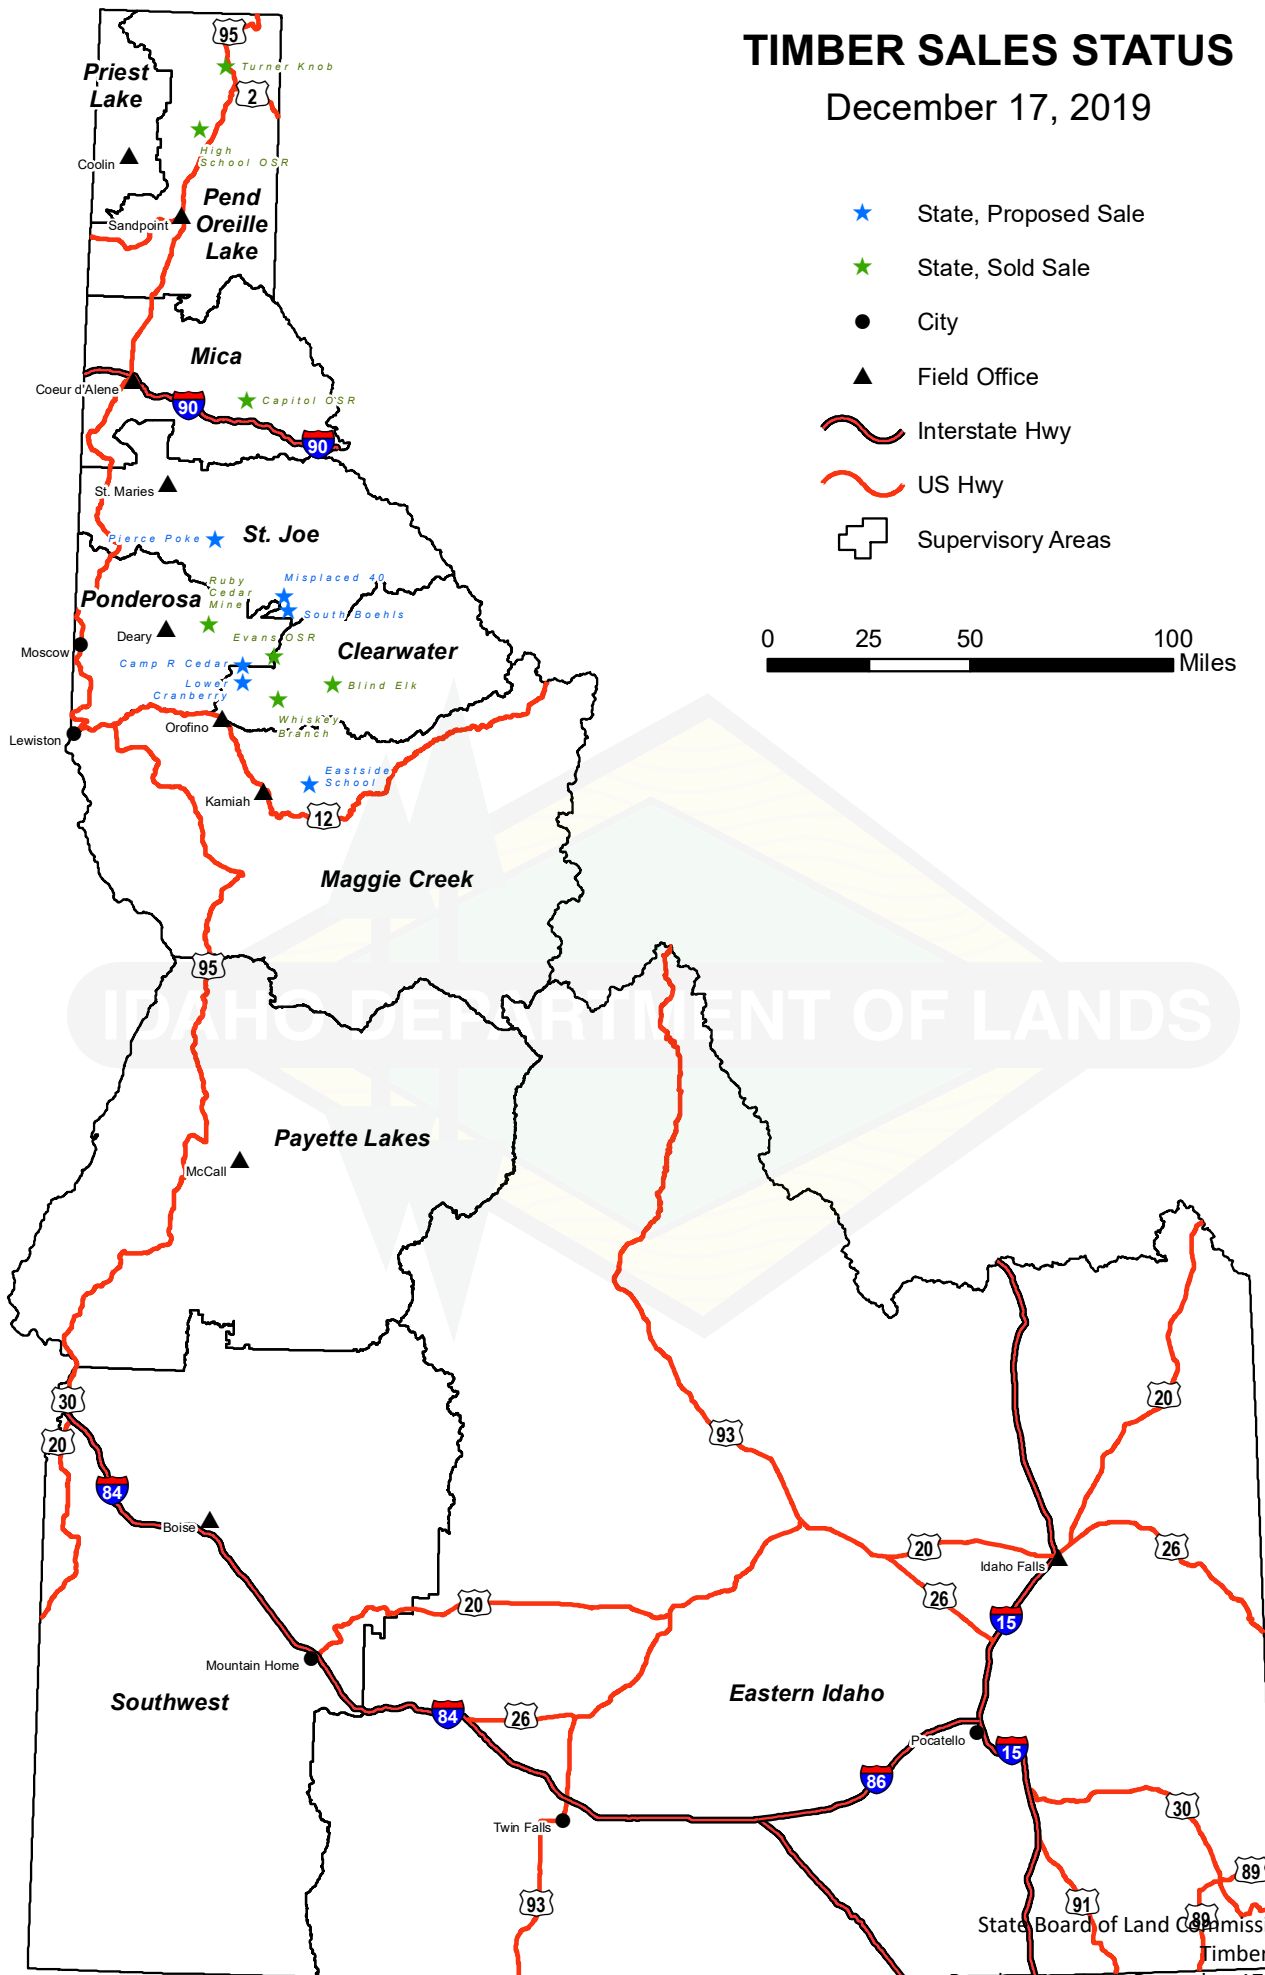 TIMBER SALES STATUS
December 17, 2019
State, Proposed Sale
State, Sold Sale
City
Field Office
Interstate Hwy
US Hwy
Supervisory Areas
0 25 50 100
Miles
95
Turner Knob
Priest
Lake
2
High
School OSR
Coolin
Pend
Oreille
Lake
Sandpoint
Mica
Coeur d'Alene
90
Capitol OSR
90
St. Maries
Pierce Poke
St. Joe
Misplaced 40
Ruby
Cedar
Mine
Ponderosa
South Boehls
Deary
Evans OSR
Moscow
Clearwater
Camp R Cedar
Lower
Cranberry
Blind Elk
Whiskey
Branch
Orofino
Lewiston
Eastside
School
Kamiah
12
Maggie Creek
95
IDAHO DEPARTMENT OF LANDS
Payette Lakes
McCall
30
20
93
20
84
Boise
20
26
Idaho Falls
26
20
15
Mountain Home
Southwest
Eastern Idaho
84
26
Pocatello
15
86
30
Twin Falls
89
93
91
89
State Board of Land Commiss
Timber